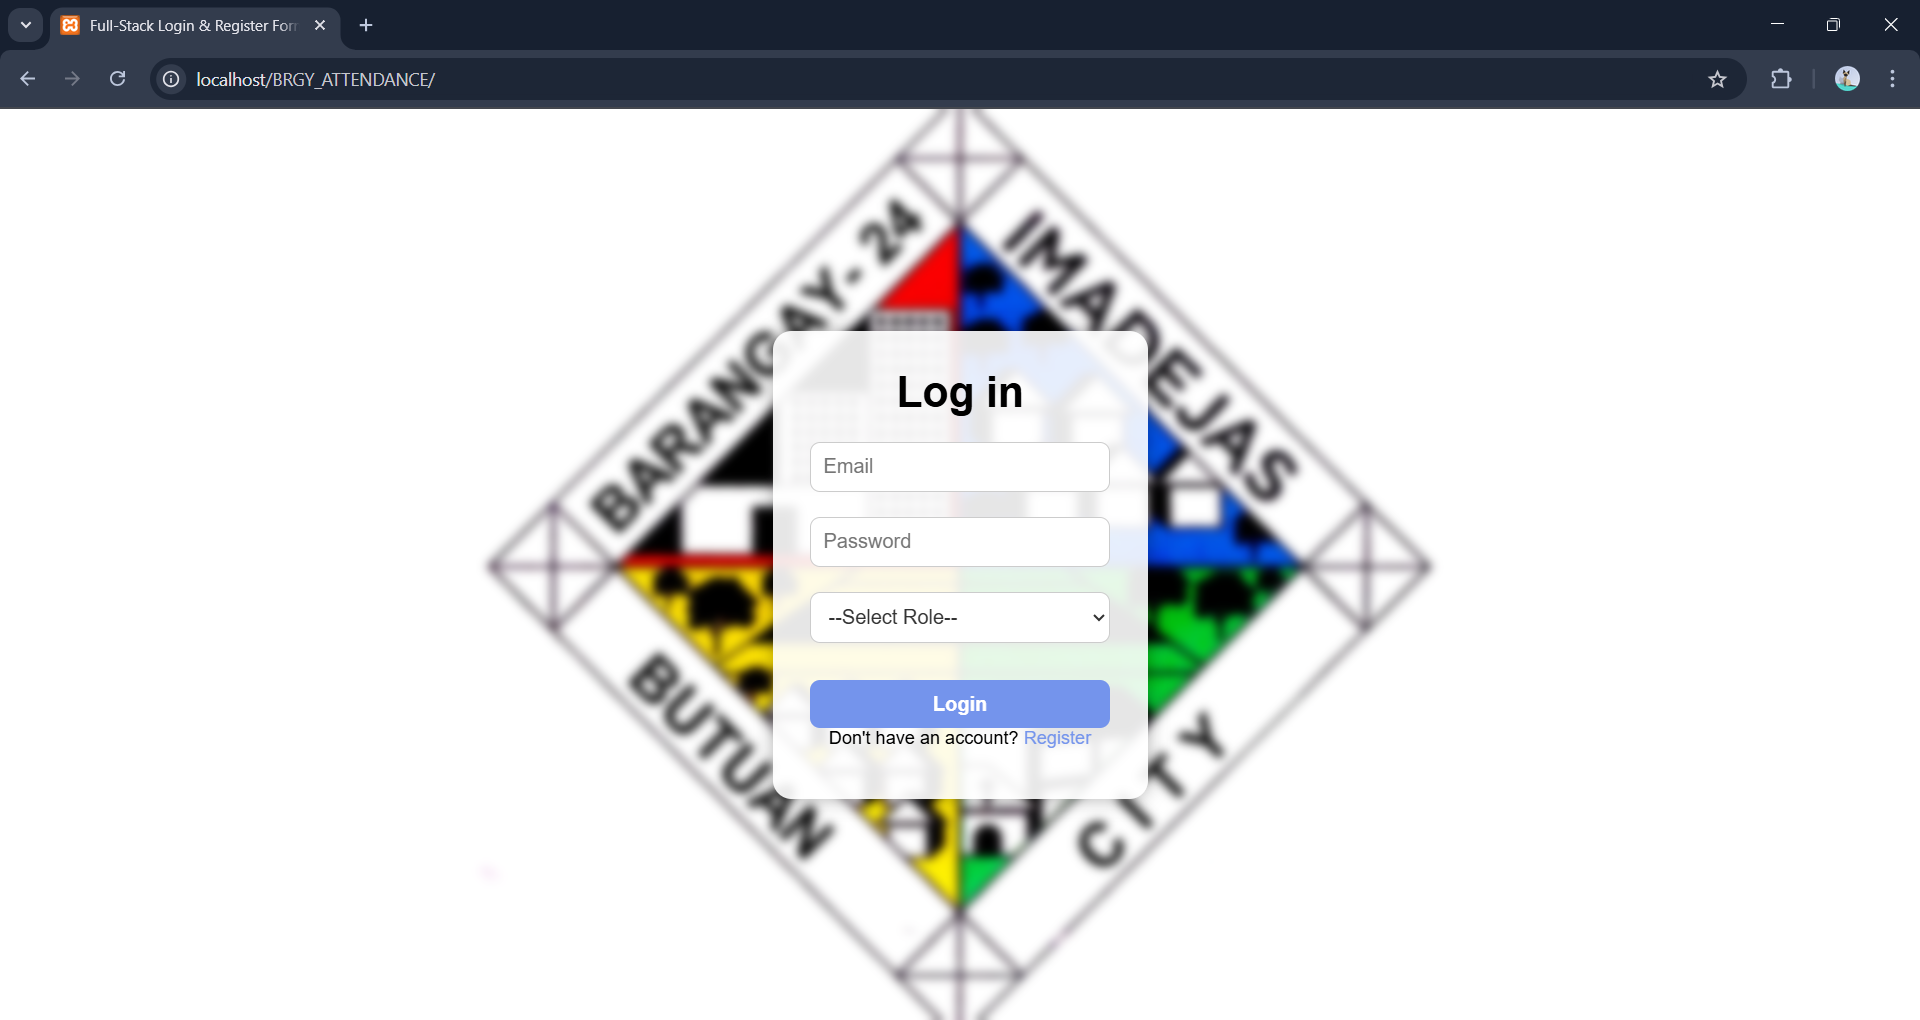 Full-Stack Login & Register For
localhost/BRGY_ATTENDANCE/
BARANGAY- 24
IMADEJAS
Log in
Email
Password
--Select Role--
Login
Don't have an account? Register
BUTUAN
CITY